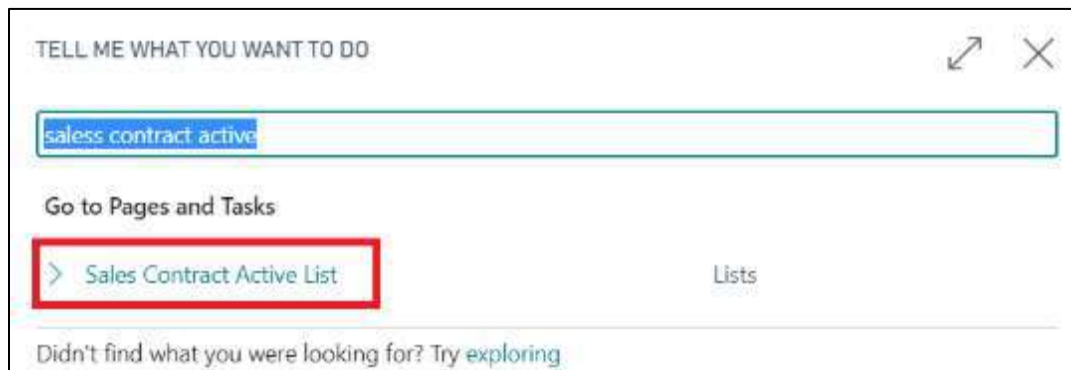 TELL ME WHAT YOU WANT TO DO
saless contract active
Go to Pages and Tasks
Sales Contract Active List Lists
Didn't find what you were looking for? Try exploring